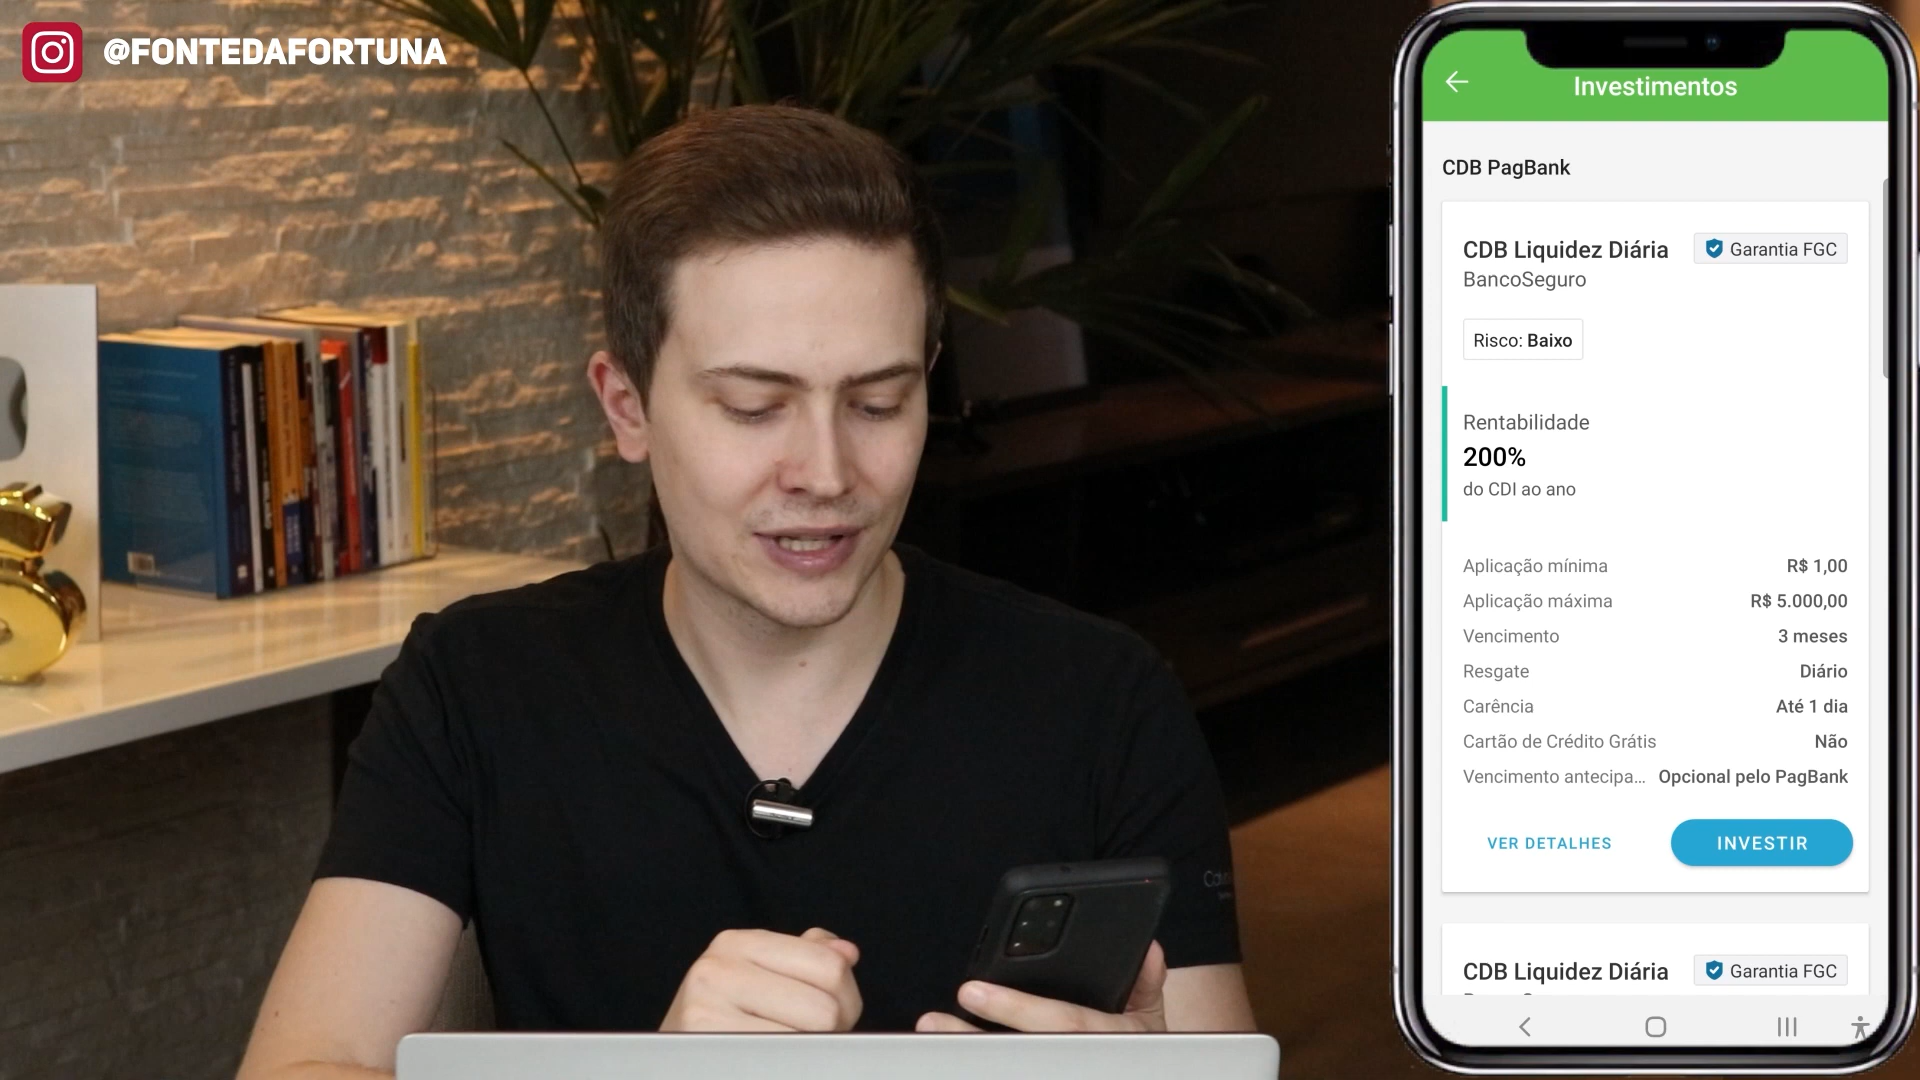 @FONTEDAFORTUNA
Investimentos
CDB PagBank
CDB Liquidez Diária
Garantia FGC
BancoSeguro
Risco: Baixo
Rentabilidade
200%
do CDI ao ano
Aplicação mínima R$ 1,00
Aplicação máxima R$ 5.000,00
Vencimento 3 meses
Resgate Diário
Carência Até 1 dia
Cartão de Crédito Grátis Não
Vencimento antecipa... Opcional pelo PagBank
VER DETALHES INVESTIR
CDB Liquidez Diária
Garantia FGC